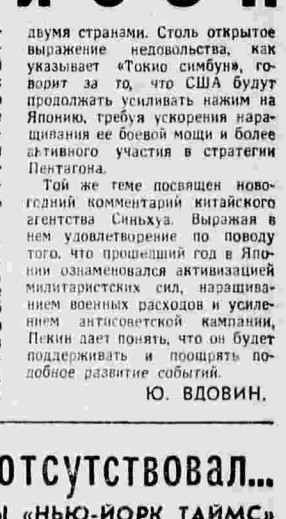 двумя странами. Столь открытое
выражение недовольства, как
указывает «Токио симбун», го-
ворит за то, что США будут
продолжать усиливать нажим на
Японию, требуя ускорения нара-
щивания ее боевой мощи и более
активного участия в стратегии
Пентагона.
Той же теме посвящен ново-
годний комментарий китайского
агентства Синьхуа. Выражая в
нем удовлетворение по поводу
того, что прошедший год в Япо-
нии ознаменовался активизацией
милитаристских сил, наращива-
нием военных расходов и усиле-
нием антисоветской кампании,
Пекин дает понять, что он будет
поддерживать и поощрять по-
добное развитие событий.
Ю. ВДОВИН.
отсутствовал...
«НЬЮ-ЙОРК ТАЙМС»